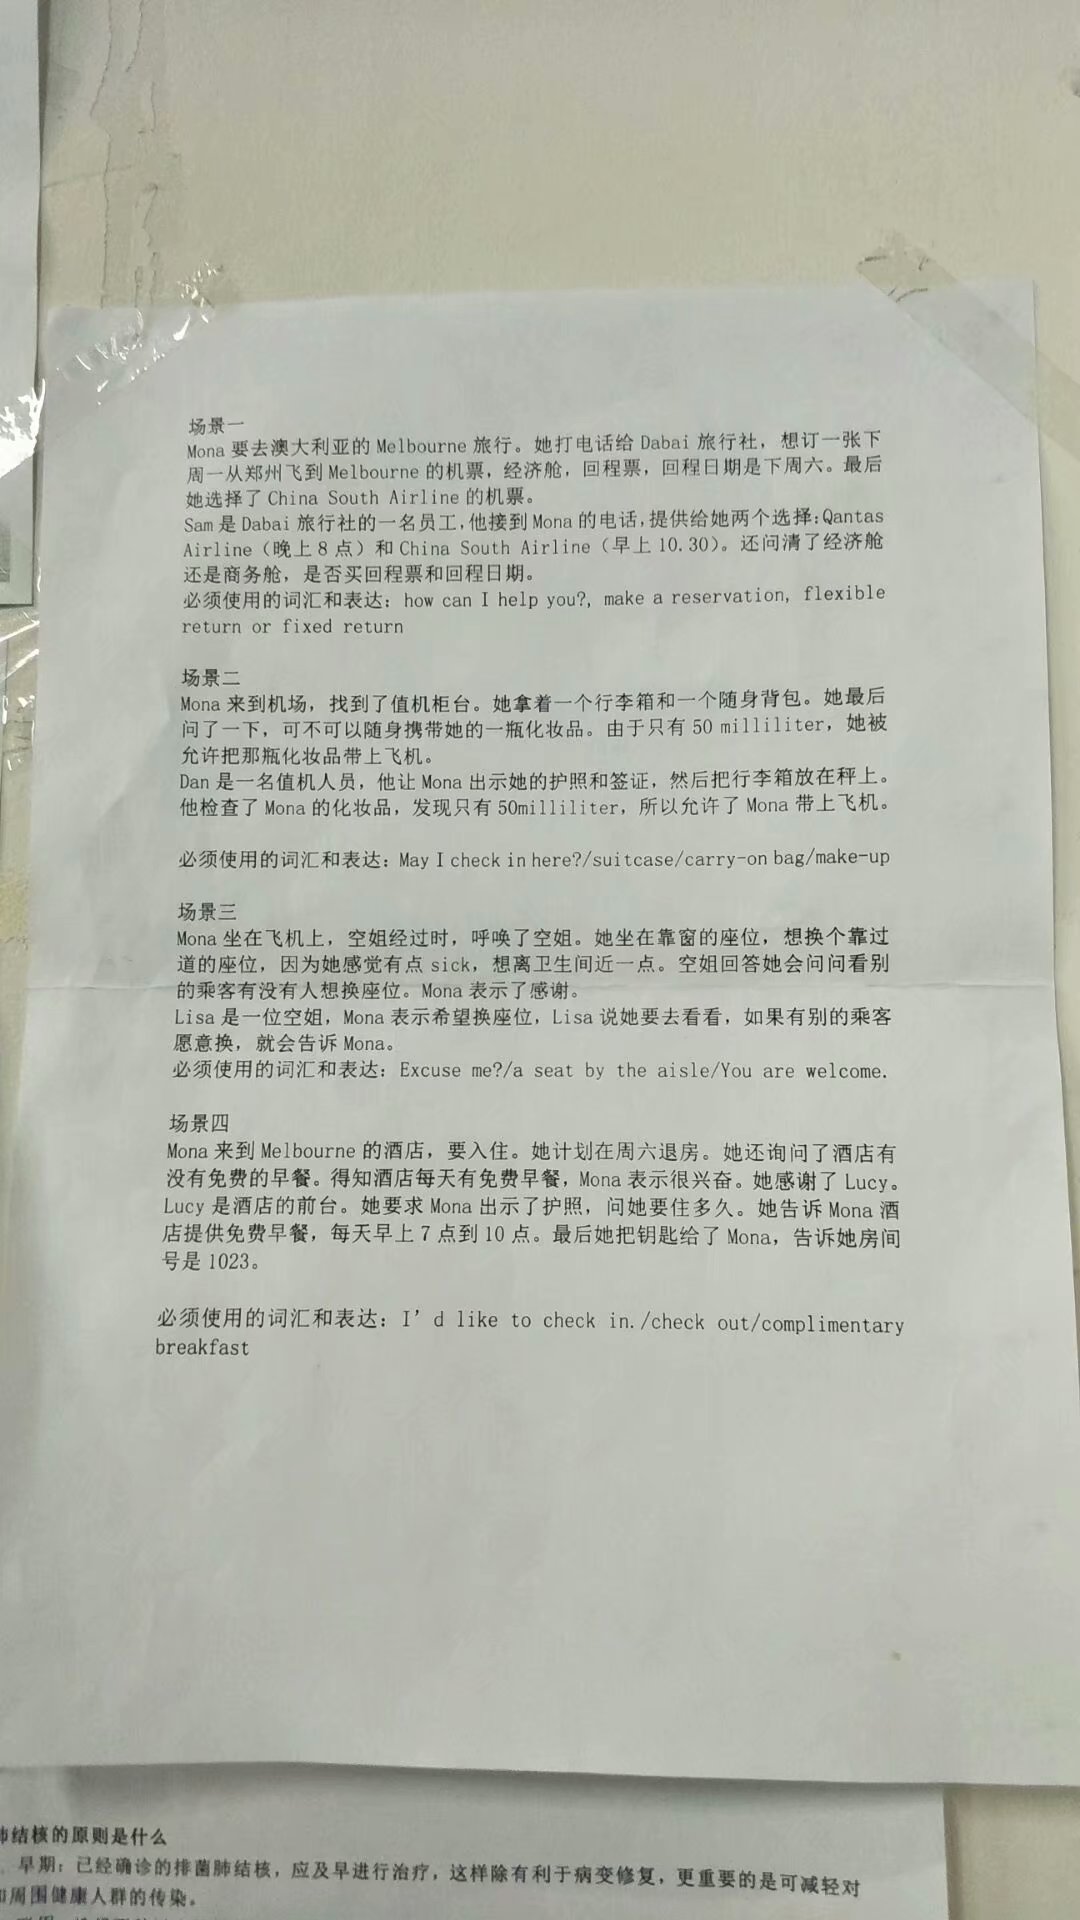 场景一
Mona 要去澳大利亚的 Melbourne 旅行。她打电话给 Dabai 旅行社，想订一张下
周一从郑州飞到 Melbourne 的机票，经济舱，回程票，回程日期是下周六。最后
她选择了 China South Airline 的机票。
Sam 是 Dabai 旅行社的一名员工,他接到 Mona 的电话,提供给她两个选择:Qantas
Airline（晚上 8 点）和 China South Airline（早上 10.30）。还问清了经济舱
还是商务舱，是否买回程票和回程日期。
必须使用的词汇和表达：how can I help you?, make a reservation, flexible
return or fixed return
场景二
Mona 来到机场，找到了值机柜台。她拿着一个行李箱和一个随身背包。她最后
问了一下，可不可以随身携带她的一瓶化妆品。由于只有 50 milliliter，她被
允许把那瓶化妆品带上飞机。
Dan 是一名值机人员，他让 Mona 出示她的护照和签证，然后把行李箱放在秤上。
他检查了 Mona 的化妆品，发现只有 50milliliter，所以允许了 Mona 带上飞机。
必须使用的词汇和表达：May I check in here?/suitcase/carry-on bag/make-up
场景三
Mona 坐在飞机上，空姐经过时，呼唤了空姐。她坐在靠窗的座位，想换个靠过
道的座位，因为她感觉有点 sick，想离卫生间近一点。空姐回答她会问问看别
的乘客有没有人想换座位。Mona 表示了感谢。
Lisa 是一位空姐，Mona 表示希望换座位，Lisa 说她要去看看，如果有别的乘客
愿意换，就会告诉 Mona。
必须使用的词汇和表达：Excuse me?/a seat by the aisle/You are welcome.
场景四
Mona 来到 Melbourne 的酒店，要入住。她计划在周六退房。她还询问了酒店有
没有免费的早餐。得知酒店每天有免费早餐，Mona 表示很兴奋。她感谢了 Lucy。
Lucy 是酒店的前台。她要求 Mona 出示了护照，问她要住多久。她告诉 Mona 酒
店提供免费早餐，每天早上 7 点到 10 点。最后她把钥匙给了 Mona，告诉她房间
号是 1023。
必须使用的词汇和表达：I’d like to check in./check out/complimentary
breakfast
肺结核的原则是什么
早期：已经确诊的排菌肺结核，应及早进行治疗，这样除有利于病变修复，更重要的是可减轻对
周围健康人群的传染。